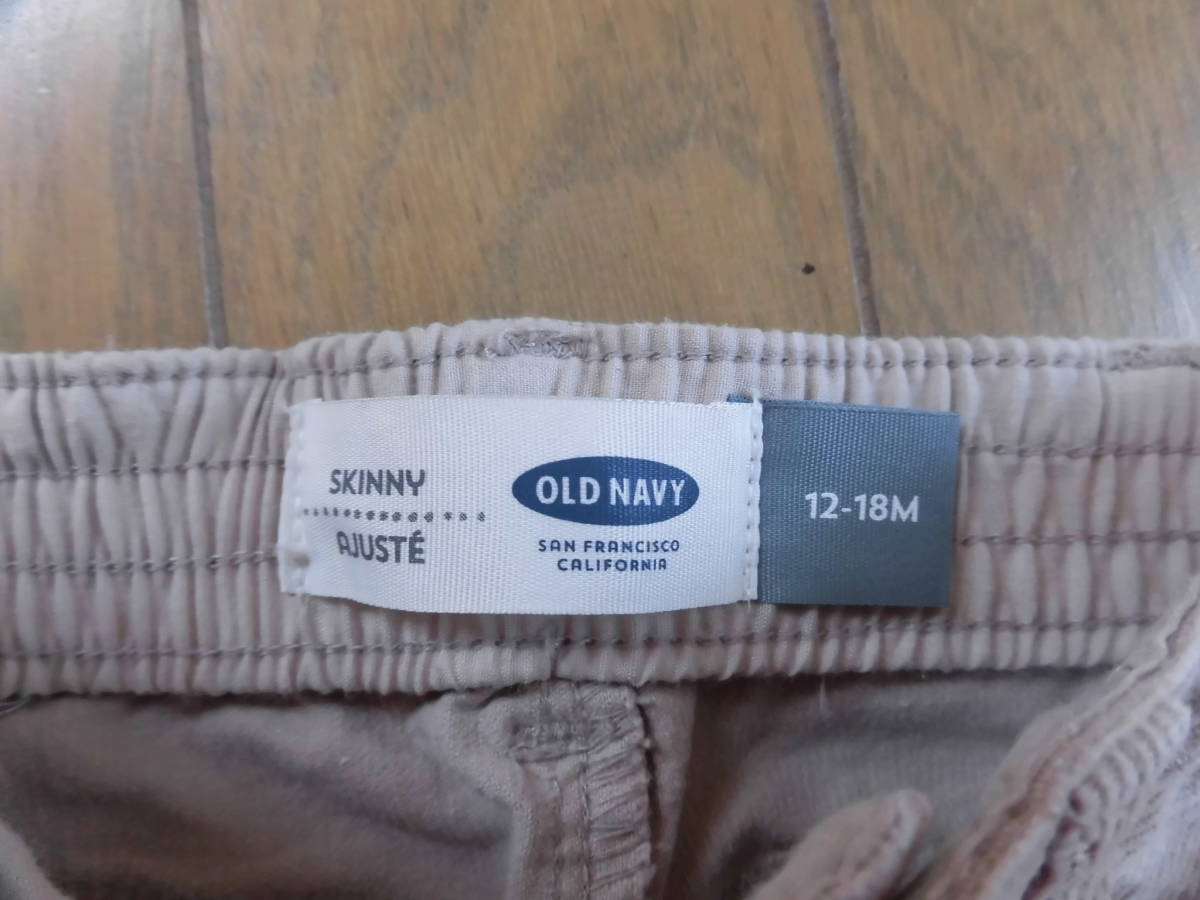 SKINNY
AJUSTÉ
OLD NAVY
SAN FRANCISCO
CALIFORNIA
12-18M